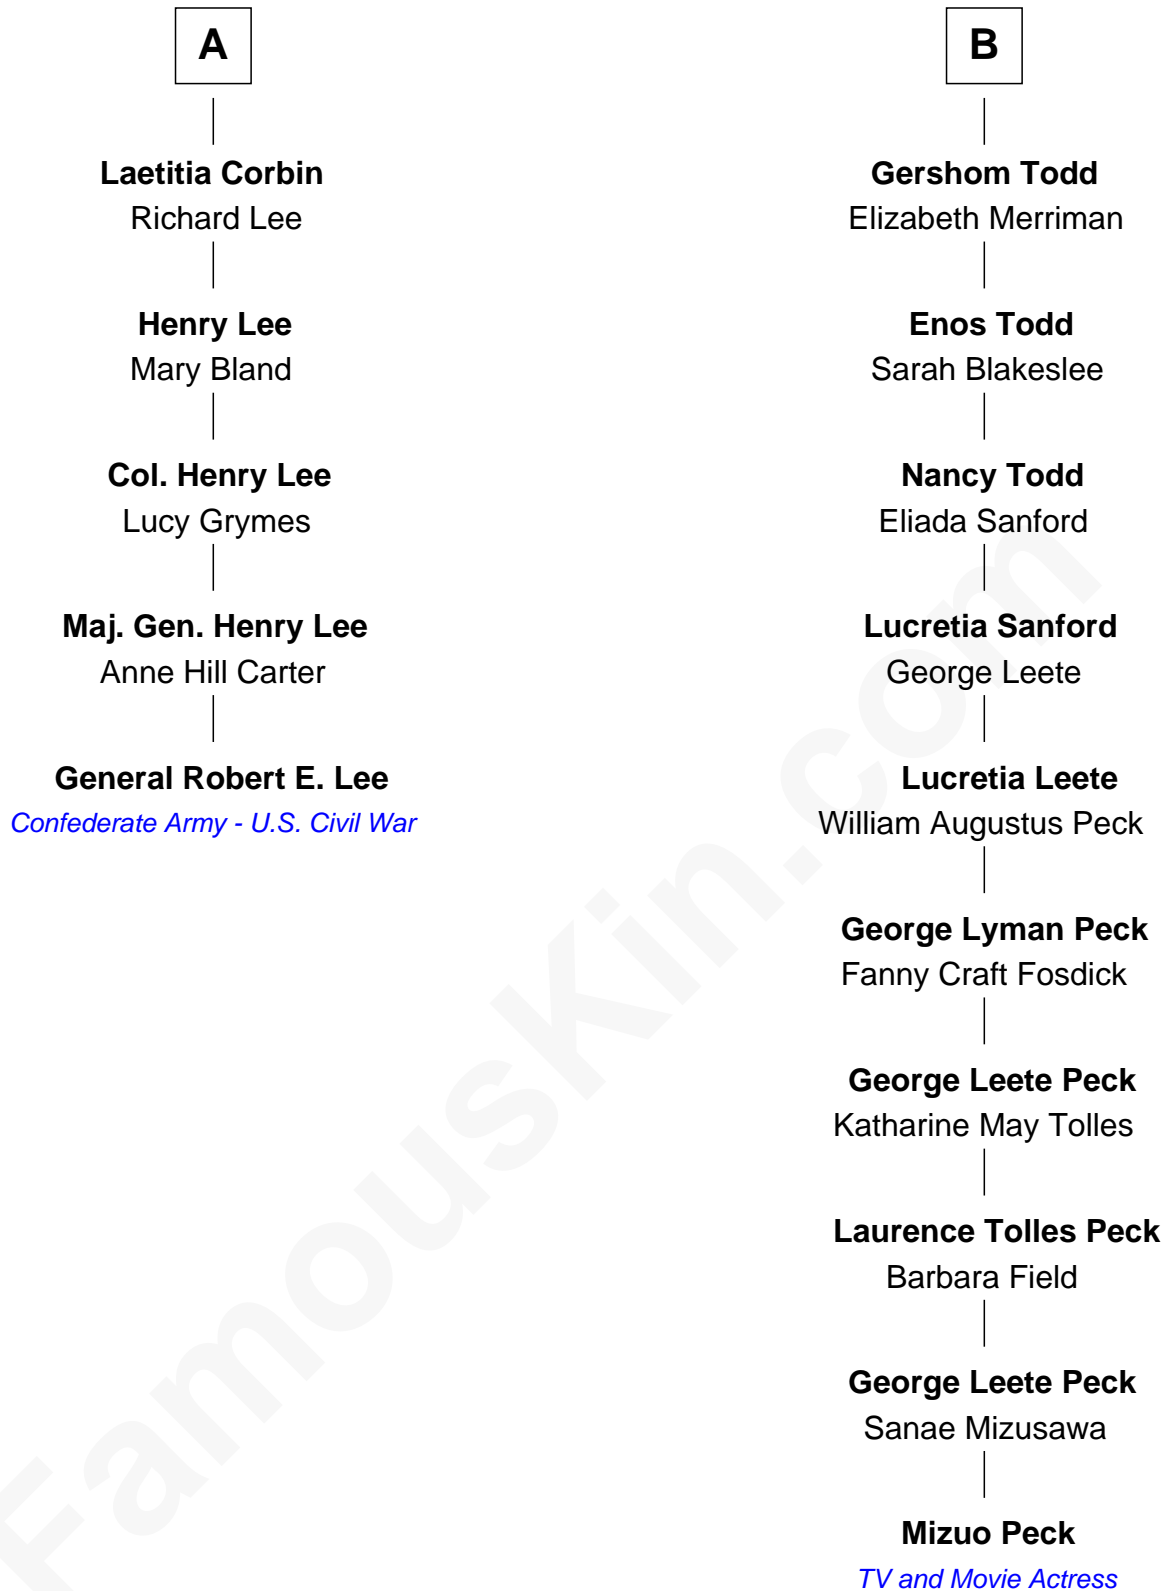 A
Laetitia Corbin
Richard Lee
Henry Lee
Mary Bland
Col. Henry Lee
Lucy Grymes
Maj. Gen. Henry Lee
Anne Hill Carter
General Robert E. Lee
Confederate Army - U.S. Civil War
B
Gershom Todd
Elizabeth Merriman
Enos Todd
Sarah Blakeslee
Nancy Todd
Eliada Sanford
Lucretia Sanford
George Leete
Lucretia Leete
William Augustus Peck
George Lyman Peck
Fanny Craft Fosdick
George Leete Peck
Katharine May Tolles
Laurence Tolles Peck
Barbara Field
George Leete Peck
Sanae Mizusawa
Mizuo Peck
TV and Movie Actress
FamousKin.com